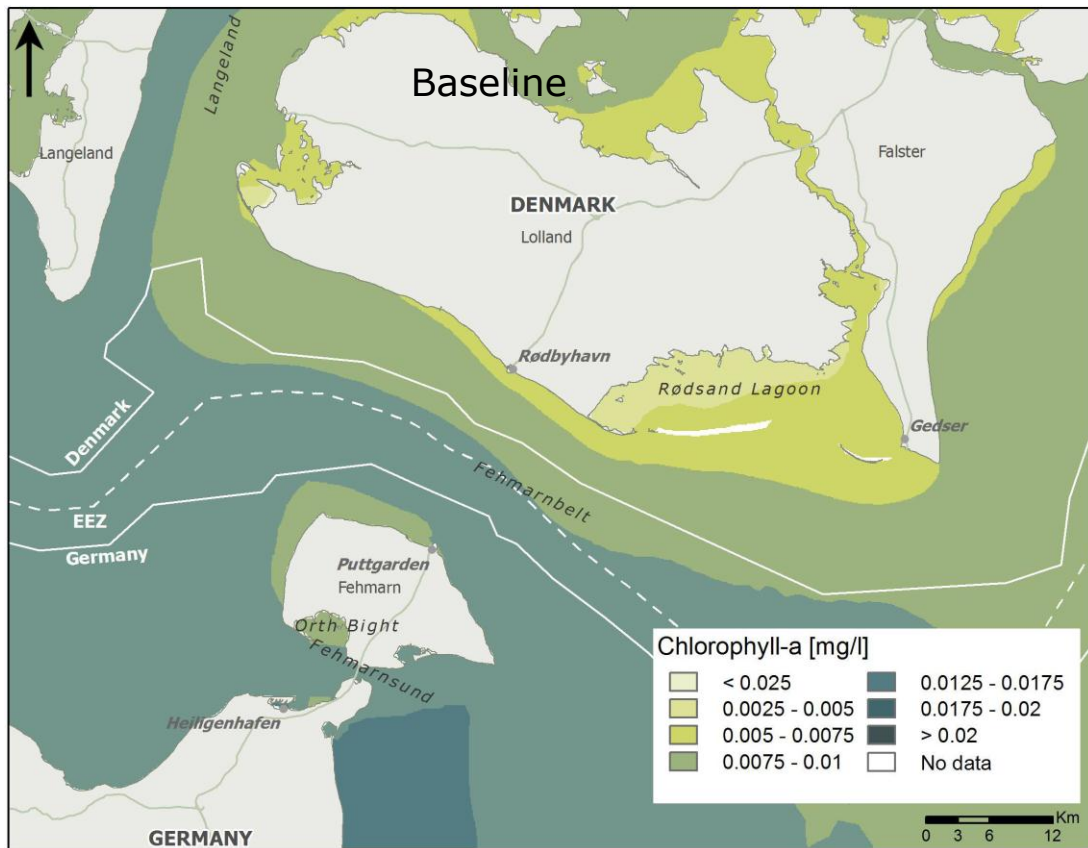 Langeland
Baseline
Langeland
Falster
DENMARK
Lolland
Rødbyhavn
Rødsand Lagoon
Gedser
Denmark
Fehmarnbelt
EEZ
Germany
Puttgarden
Fehmarn
Orth Bight
Fehmarnsund
Heiligenhafen
GERMANY
Chlorophyll-a [mg/l]
< 0.025
0.0025 - 0.005
0.005 - 0.0075
0.0075 - 0.01
0.0125 - 0.0175
0.0175 - 0.02
> 0.02
No data
Km
0 3 6 12